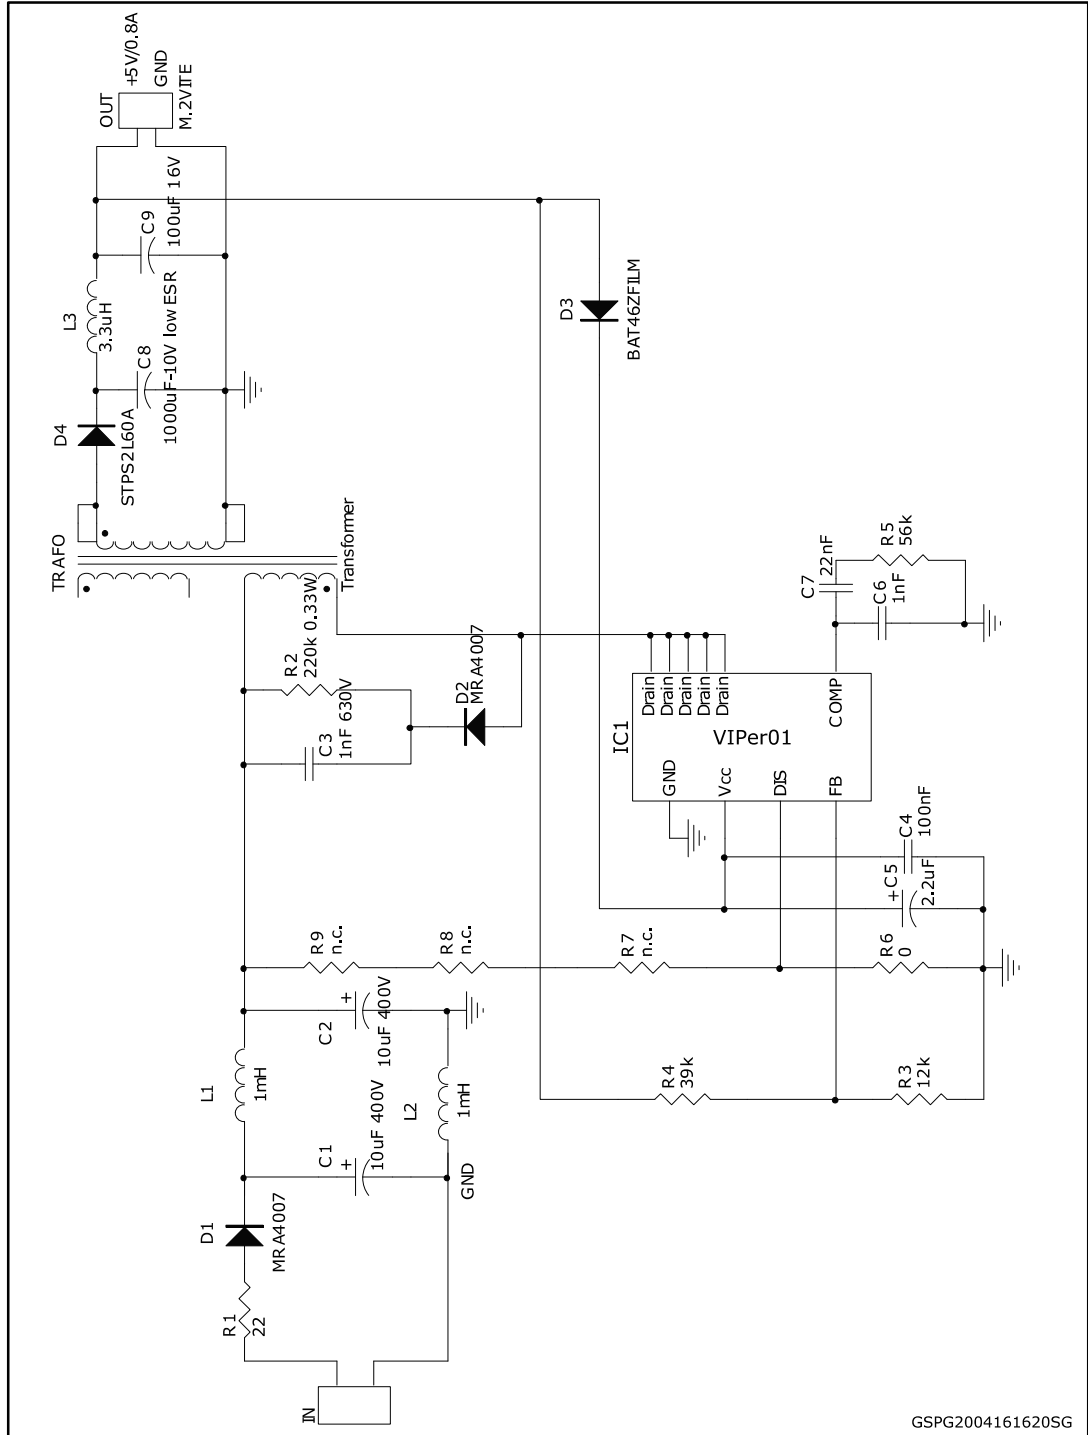 OUT
+5V/0.8A
GND
M.2VITE
L3
3.3uH
C9
100uF 16V
C8
1000uF-10V low ESR
D4
STPS2L60A
TRAFO
Transformer
D3
BAT46ZFILM
R2
220k 0.33W
C3
1nF 630V
D2
MRA4007
IC1
VIPer01
Drain
Drain
Drain
Drain
Drain
COMP
GND
Vcc
DIS
FB
C7
22nF
R5
56k
C6
1nF
C4
100nF
+C5
2.2uF
R9
n.c.
R8
n.c.
R7
n.c.
R6
0
L1
1mH
C2
+
10uF 400V
C1
+
10uF 400V
L2
1mH
GND
R4
39k
R3
12k
D1
MRA4007
R1
22
IN
GSPG2004161620SG